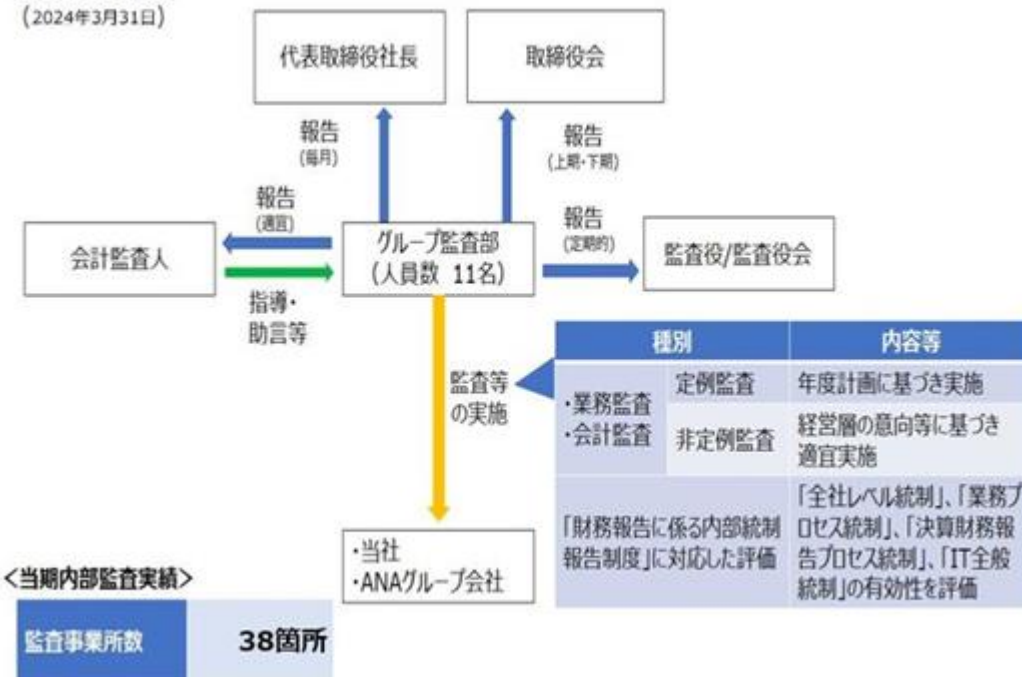 (2024年3月31日)
代表取締役社長
取締役会
報告
(毎月)
報告
(上期・下期)
報告
(適宜)
報告
(定期的)
会計監査人
グループ監査部
(人員数 11名)
監査役/監査役会
指導・
助言等
監査等
の実施
種別
内容等
・業務監査
・会計監査
定例監査
年度計画に基づき実施
非定例監査
経営層の意向等に基づき
適宜実施
「財務報告に係る内部統制
報告制度」に対応した評価
「全社レベル統制」、「業務プ
ロセス統制」、「決算財務報
告プロセス統制」、「IT全般
統制」の有効性を評価
・当社
・ANAグループ会社
<当期内部監査実績>
監査事業所数
38箇所